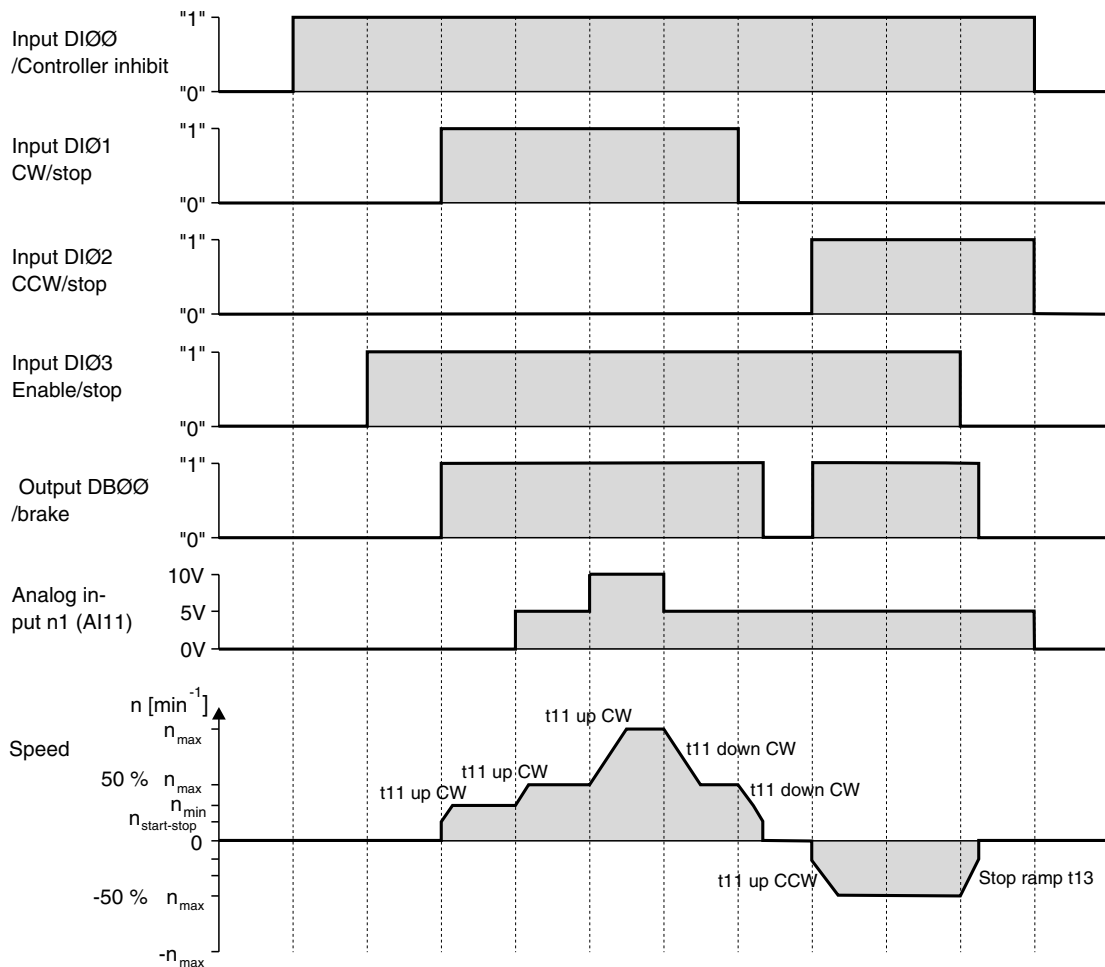 Input DIØØ
/Controller inhibit
"1"
"0"
Input DIØ1
CW/stop
"1"
"0"
Input DIØ2
CCW/stop
"1"
"0"
Input DIØ3
Enable/stop
"1"
"0"
Output DBØØ
/brake
"1"
"0"
Analog in-
put n1 (AI11)
10V
5V
0V
n [min-1]
Speed
nmax
50 % nmax
nmin
nstart-stop
0
-50 % nmax
-nmax
t11 up CW
t11 up CW
t11 up CW
t11 down CW
t11 down CW
t11 up CCW
Stop ramp t13